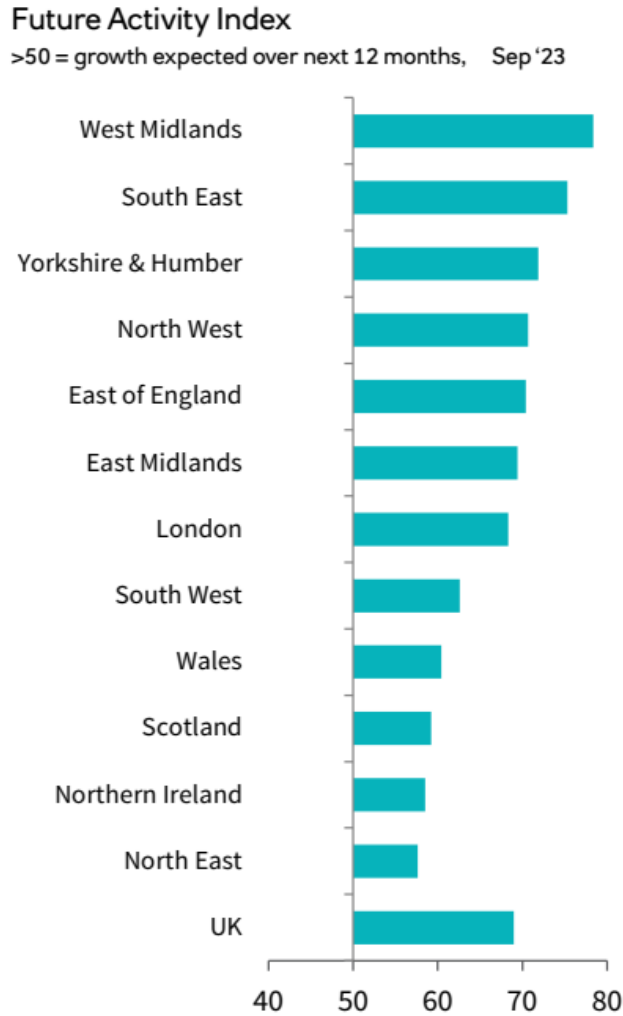 Future Activity Index
>50 = growth expected over next 12 months, Sep ‘23
West Midlands
South East
Yorkshire & Humber
North West
East of England
East Midlands
London
South West
Wales
Scotland
Northern Ireland
North East
UK
40 50 60 70 80